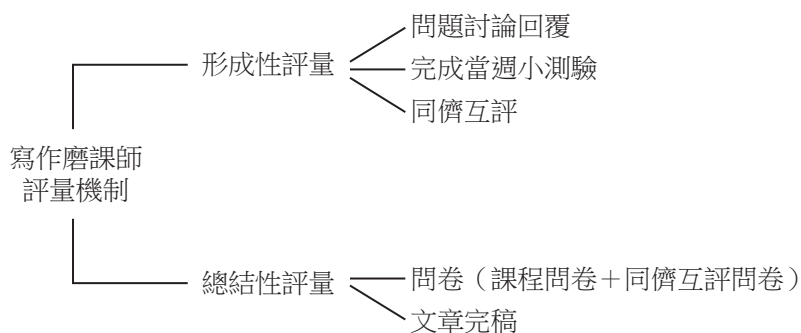 問題討論回覆
形成性評量
完成當週小測驗
同儕互評
寫作磨課師
評量機制
總結性評量
問卷（課程問卷＋同儕互評問卷）
文章完稿